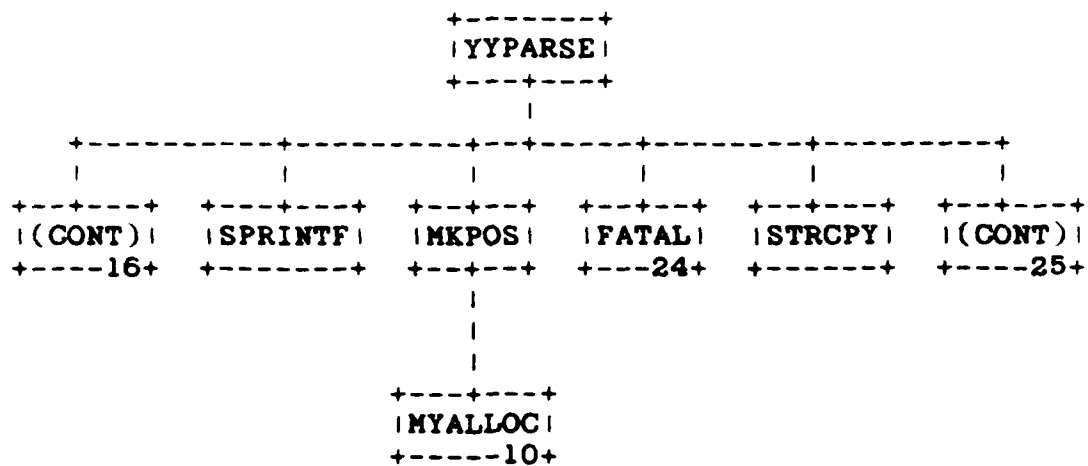 YYPARSE
(CONT) SPRINTF MKPOS FATAL STRCPY (CONT)
16 24 25
MYALLOC
10